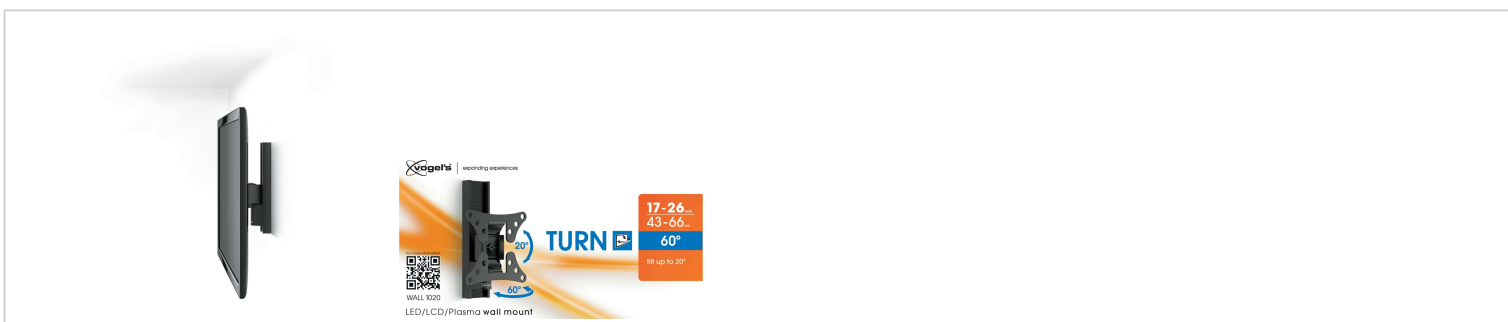 vogel's
expanding experiences
17-26
43-66
60°
tilt up to 20°
TURN
20°
60°
WALL 1020
LED/LCD/Plasma wall mount